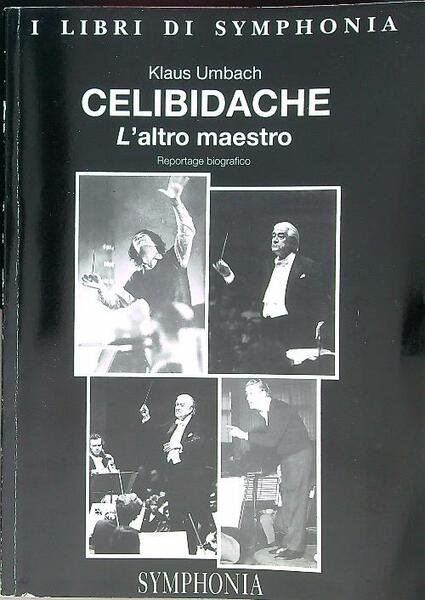 I LIBRI DI SYMPHONIA
Klaus Umbach
CELIBIDACHE
L'altro maestro
Reportage biografico
SYMPHONIA